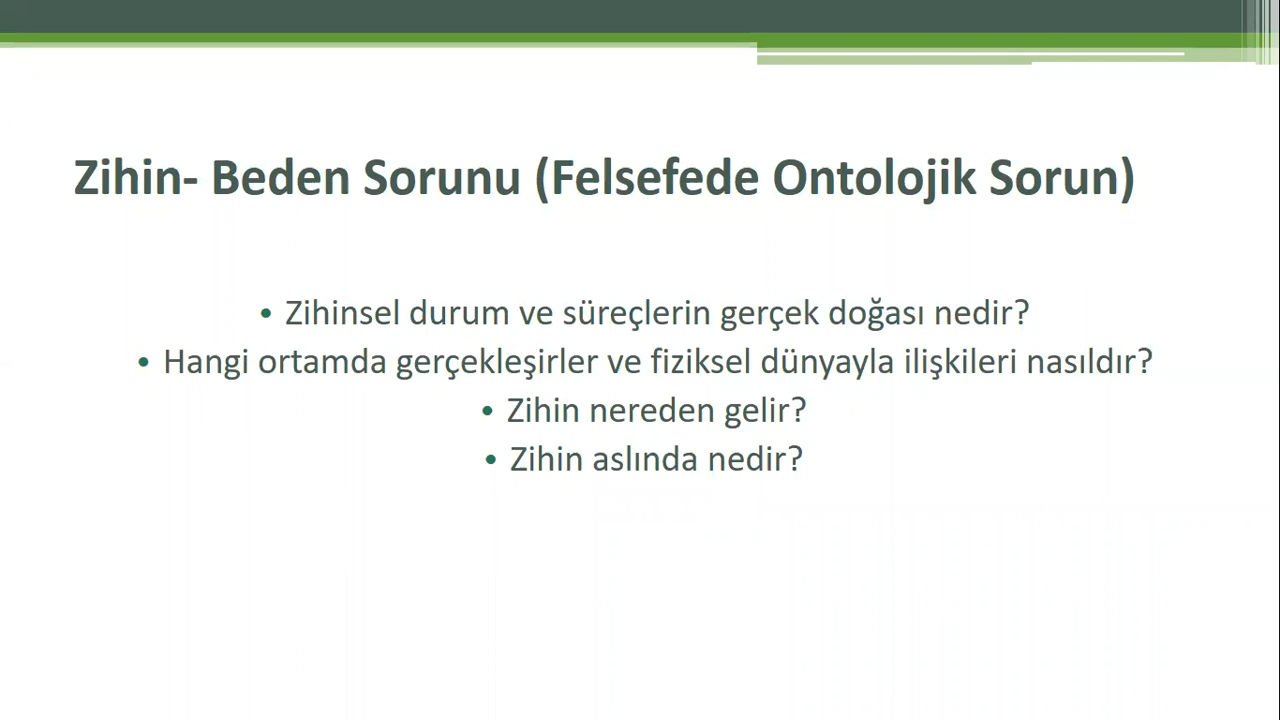 Zihin- Beden Sorunu (Felsefede Ontolojik Sorun)
• Zihinsel durum ve süreçlerin gerçek doğası nedir?
• Hangi ortamda gerçekleşirler ve fiziksel dünyayla ilişkileri nasıldır?
• Zihin nereden gelir?
• Zihin aslında nedir?